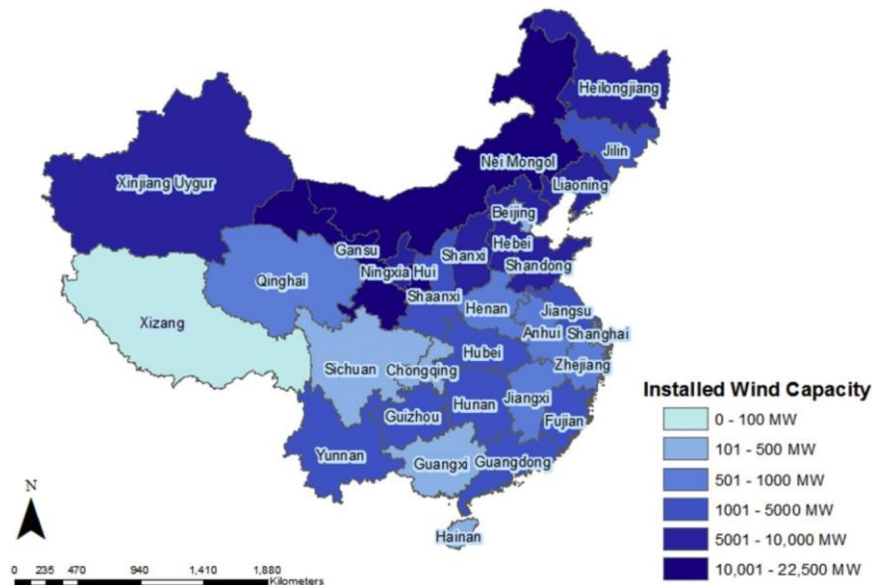 Heilongjiang
Jilin
Nei Mongol
Xinjiang Uygur
Liaoning
Beijing
Hebei
Gansu
Shanxi
Shandong
Ningxia Hui
Qinghai
Shaanxi
Henan
Jiangsu
Xizang
Anhui
Shanghai
Hubei
Sichuan
Chongqing
Zhejiang
Installed Wind Capacity
Jiangxi
Hunan
Guizhou
Fujian
0 - 100 MW
101 - 500 MW
Yunnan
Guangxi
Guangdong
501 - 1000 MW
N
1001 - 5000 MW
Hainan
5001 - 10,000 MW
10,001 - 22,500 MW
0 235 470 940 1,410 1,880
Kilometers